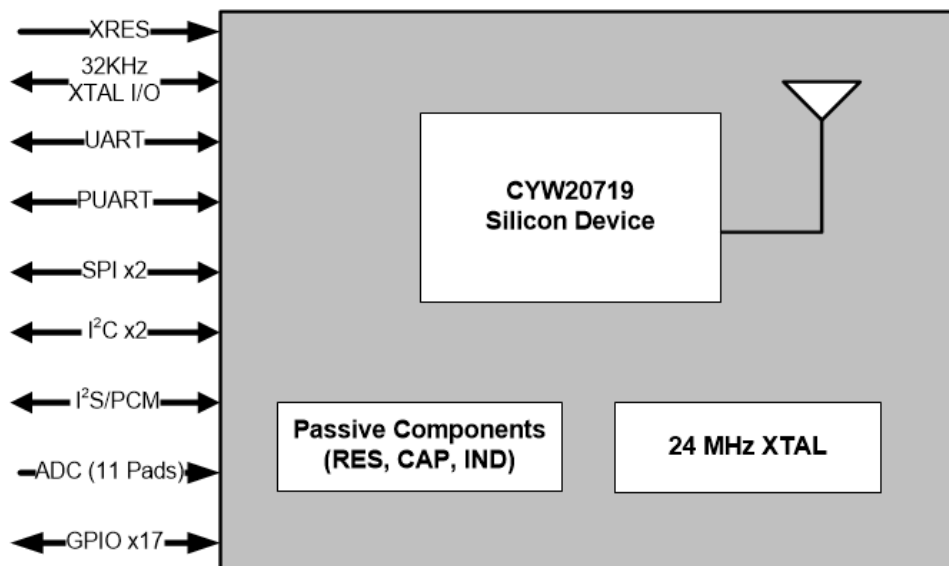 XRES
32KHz
XTAL I/O
UART
PUART
SPI x2
I²C x2
I²S/PCM
ADC (11 Pads)
GPIO x17
CYW20719
Silicon Device
Passive Components
(RES, CAP, IND)
24 MHz XTAL